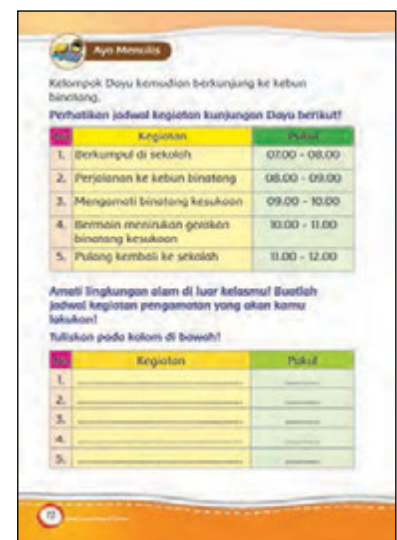 Ayo Menulis
Kelompok Dayu kemudian berkunjung ke kebun
binatang.
Perhatikan jadwal kegiatan kunjungan Dayu berikut!
No Kegiatan Pukul
1. Berkumpul di sekolah 07.00 - 08.00
2. Perjalanan ke kebun binatang 08.00 - 09.00
3. Mengamati binatang kesukaan 09.00 - 10.00
4. Bermain menirukan gerakan 10.00 - 11.00
binatang kesukaan
5. Pulang kembali ke sekolah 11.00 - 12.00
Amati lingkungan alam di luar kelasmu! Buatlah
jadwal kegiatan pengamatan yang akan kamu
lakukan!
Tuliskan pada kolom di bawah!
No Kegiatan Pukul
1.
2.
3.
4.
5.
72